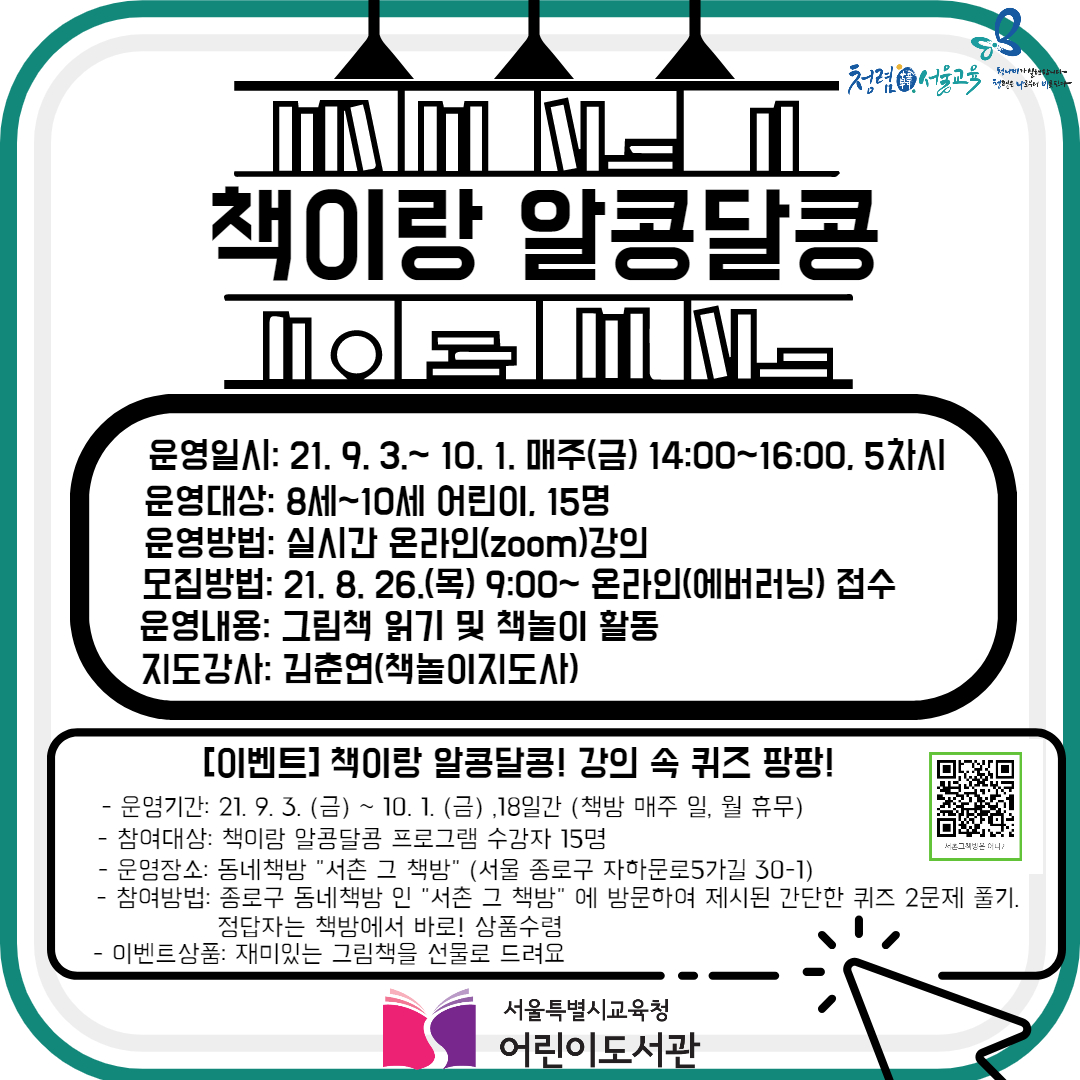 청렴韓 서울교육
책이랑 알콩달콩
운영일시: 21. 9. 3.~ 10. 1. 매주(금) 14:00~16:00, 5차시
운영대상: 8세~10세 어린이, 15명
운영방법: 실시간 온라인(zoom)강의
모집방법: 21. 8. 26.(목) 9:00~ 온라인(에버러닝) 접수
운영내용: 그림책 읽기 및 책놀이 활동
지도강사: 김춘연(책놀이지도사)
[이벤트] 책이랑 알콩달콩! 강의 속 퀴즈 팡팡!
- 운영기간: 21. 9. 3. (금) ~ 10. 1. (금) ,18일간 (책방 매주 일, 월 휴무)
- 참여대상: 책이람 알콩달콩 프로그램 수강자 15명
- 운영장소: 동네책방 "서촌 그 책방" (서울 종로구 자하문로5가길 30-1)
- 참여방법: 종로구 동네책방 인 "서촌 그 책방" 에 방문하여 제시된 간단한 퀴즈 2문제 풀기.
정답자는 책방에서 바로! 상품수령
- 이벤트상품: 재미있는 그림책을 선물로 드려요
서촌그책방은 어디?
서울특별시교육청
어린이도서관